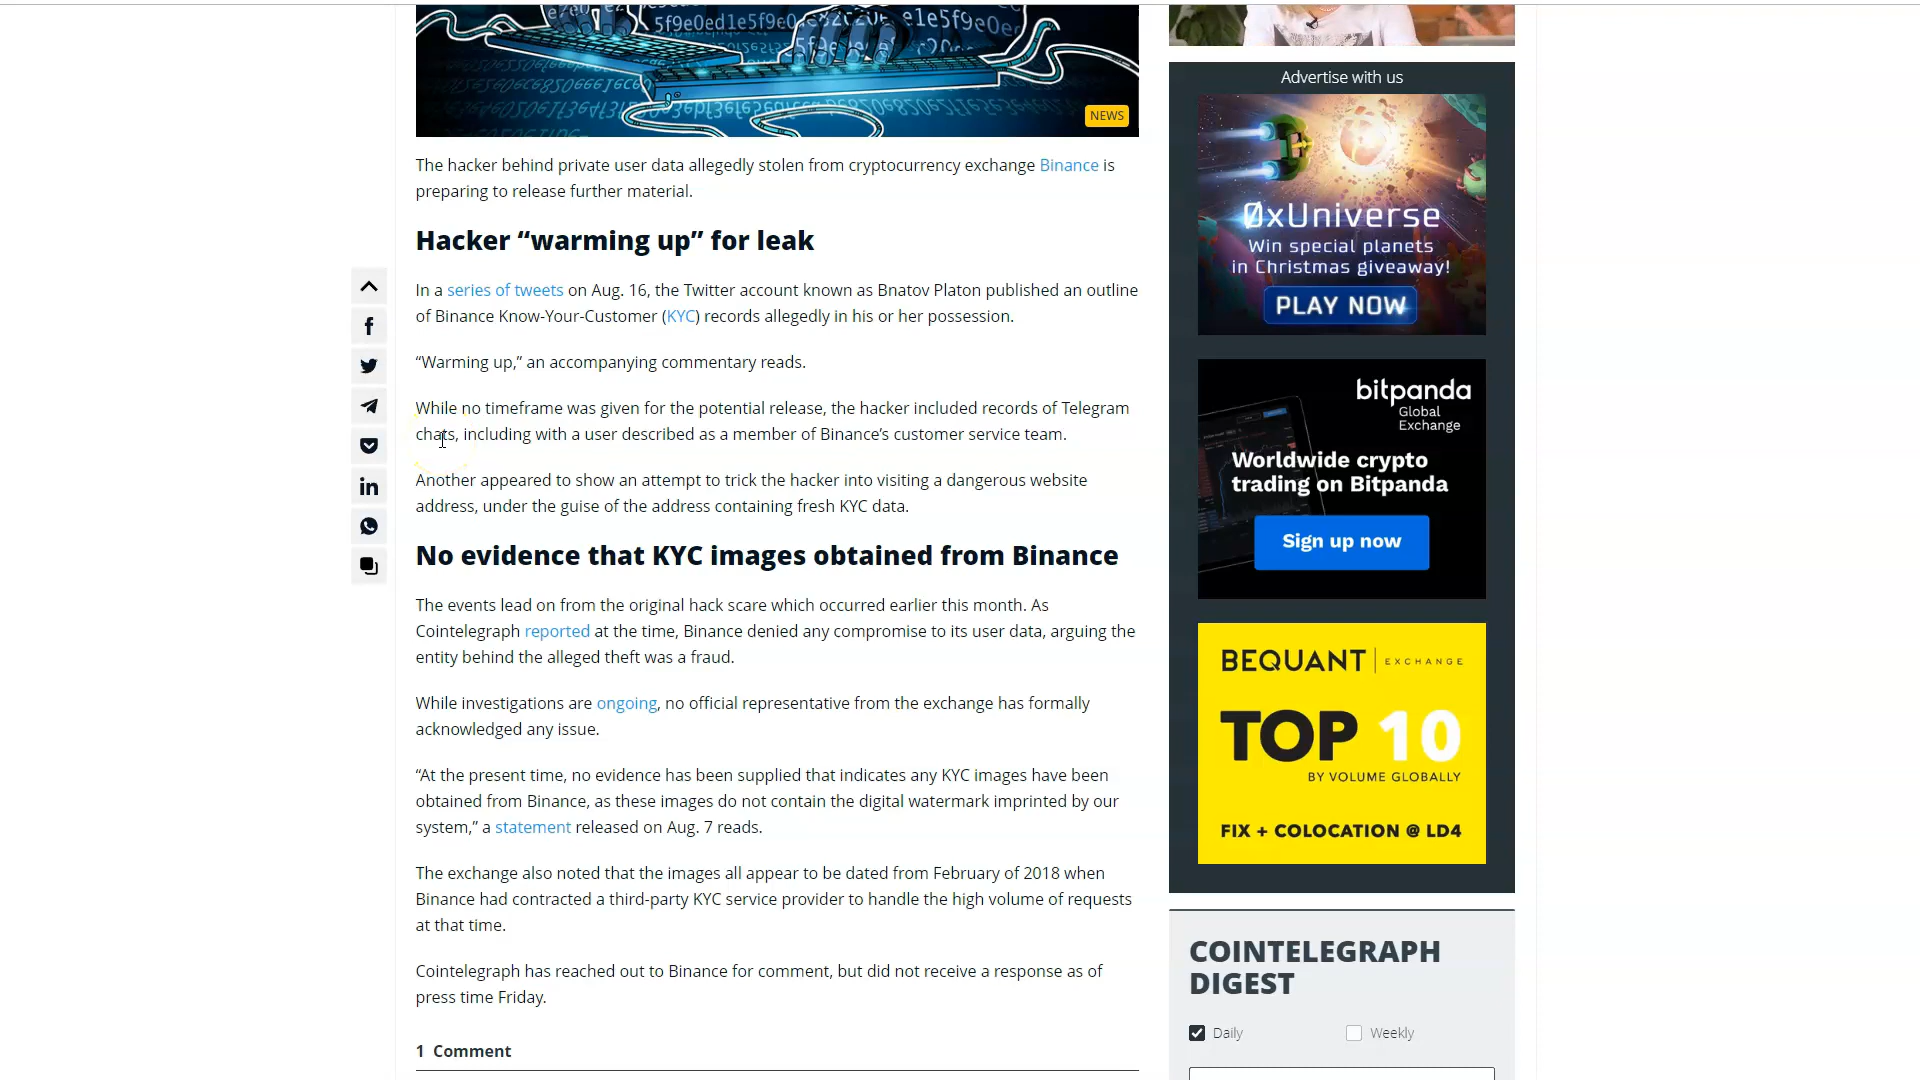 NEWS
The hacker behind private user data allegedly stolen from cryptocurrency exchange Binance is
preparing to release further material.
Hacker “warming up” for leak
In a series of tweets on Aug. 16, the Twitter account known as Bnatov Platon published an outline
of Binance Know-Your-Customer (KYC) records allegedly in his or her possession.
“Warming up,” an accompanying commentary reads.
While no timeframe was given for the potential release, the hacker included records of Telegram
chats, including with a user described as a member of Binance’s customer service team.
Another appeared to show an attempt to trick the hacker into visiting a dangerous website
address, under the guise of the address containing fresh KYC data.
No evidence that KYC images obtained from Binance
The events lead on from the original hack scare which occurred earlier this month. As
Cointelegraph reported at the time, Binance denied any compromise to its user data, arguing the
entity behind the alleged theft was a fraud.
While investigations are ongoing, no official representative from the exchange has formally
acknowledged any issue.
“At the present time, no evidence has been supplied that indicates any KYC images have been
obtained from Binance, as these images do not contain the digital watermark imprinted by our
system,” a statement released on Aug. 7 reads.
The exchange also noted that the images all appear to be dated from February of 2018 when
Binance had contracted a third-party KYC service provider to handle the high volume of requests
at that time.
Cointelegraph has reached out to Binance for comment, but did not receive a response as of
press time Friday.
1 Comment
Advertise with us
0xUniverse
Win special planets
in Christmas giveaway!
PLAY NOW
bitpanda
Global
Exchange
Worldwide crypto
trading on Bitpanda
Sign up now
BEQUANT | EXCHANGE
TOP 10
BY VOLUME GLOBALLY
FIX + COLOCATION @ LD4
COINTELEGRAPH
DIGEST
Daily
Weekly